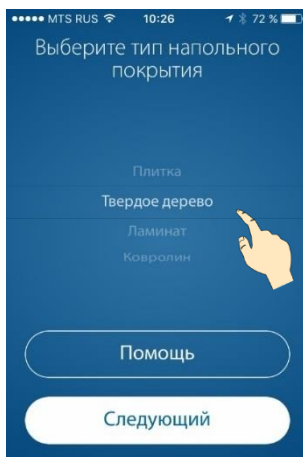 MTS RUS 10:26 72 %
Выберите тип напольного
покрытия
Плитка
Твердое дерево
Ламинат
Ковролин
Помощь
Следующий